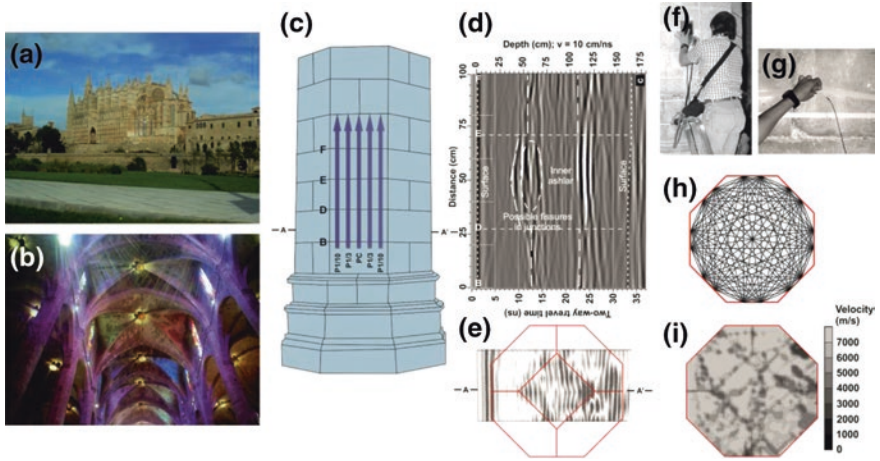 (a)
(b)
(c)
F
E
D
B
A
A'
P1/10
P1/3
PC
P1/3
P1/10
(d)
Depth (cm); v = 10 cm/ns
0 25 50 75 100 125 150 175
Distance (cm)
100
75
50
25
0
F
E
D
B
c
Surface
Inner
ashlar
Surface
Possible fissures
in junctions
0 5 10 15 20 25 30 35
Two-way travel time (ns)
(e)
A
A'
(f)
(g)
(h)
(i)
Velocity
(m/s)
7000
6000
5000
4000
3000
2000
1000
0